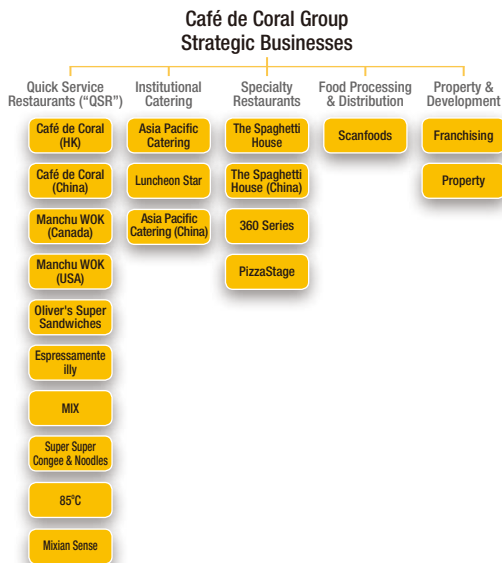 Café de Coral Group
Strategic Businesses
Quick Service
Restaurants (“QSR”)
Café de Coral
(HK)
Café de Coral
(China)
Manchu WOK
(Canada)
Manchu WOK
(USA)
Oliver's Super
Sandwiches
Espressamente
illy
MIX
Super Super
Congee & Noodles
85°C
Mixian Sense
Institutional
Catering
Asia Pacific
Catering
Luncheon Star
Asia Pacific
Catering (China)
Specialty
Restaurants
The Spaghetti
House
The Spaghetti
House (China)
360 Series
PizzaStage
Food Processing
& Distribution
Scanfoods
Property &
Development
Franchising
Property